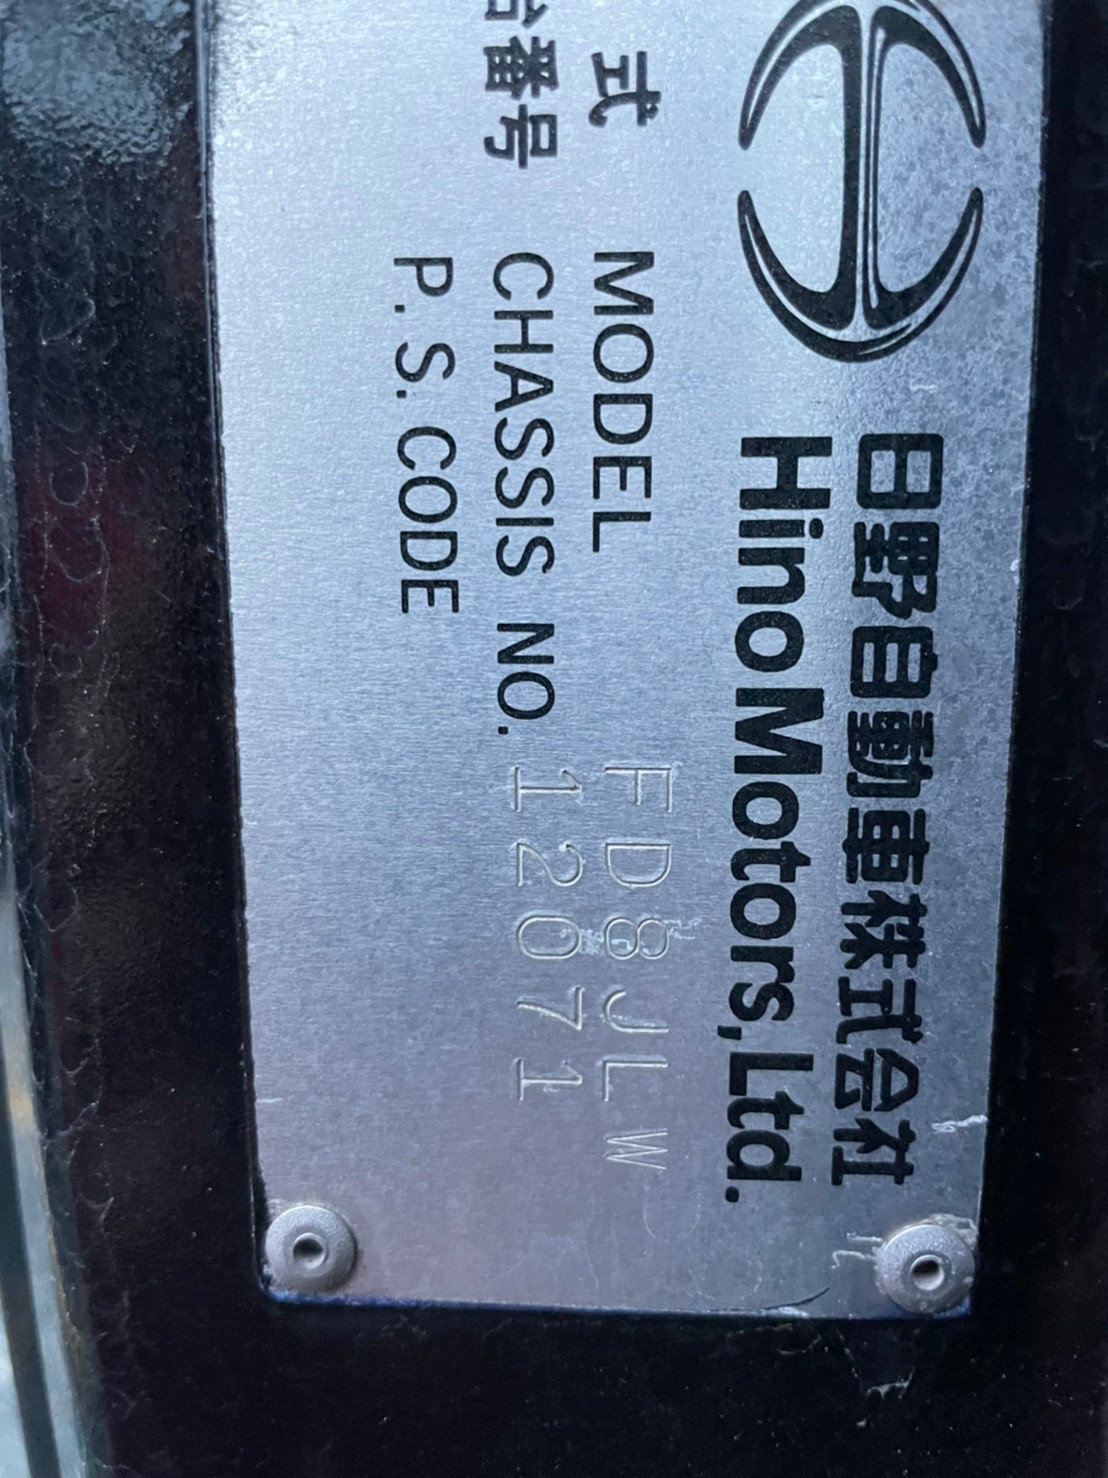 日野自動車株式会社
Hino Motors, Ltd.
式 MODEL FD8JLW
番号 CHASSIS NO. 12071
P. S. CODE